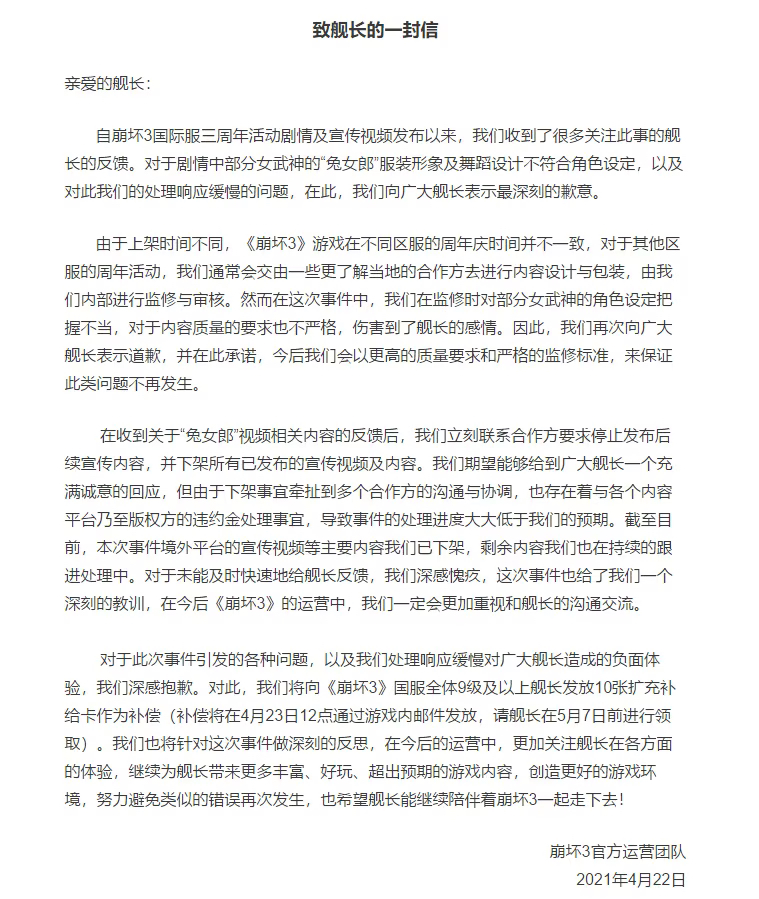 致舰长的一封信
亲爱的舰长：
自崩坏3国际服三周年活动剧情及宣传视频发布以来，我们收到了很多关注此事的舰
长的反馈。对于剧情中部分女武神的“兔女郎”服装形象及舞蹈设计不符合角色设定，以及
对此我们的处理响应缓慢的问题，在此，我们向广大舰长表示最深刻的歉意。
由于上架时间不同，《崩坏3》游戏在不同区服的周年庆时间并不一致，对于其他区
服的周年活动，我们通常会交由一些更了解当地的合作方去进行内容设计与包装，由我
们内部进行监修与审核。然而在这次事件中，我们在监修时对部分女武神的角色设定把
握不当，对于内容质量的要求也不严格，伤害到了舰长的感情。因此，我们再次向广大
舰长表示道歉，并在此承诺，今后我们会以更高的质量要求和严格的监修标准，来保证
此类问题不再发生。
在收到关于“兔女郎”视频相关内容的反馈后，我们立刻联系合作方要求停止发布后
续宣传内容，并下架所有已发布的宣传视频及内容。我们期望能够给到广大舰长一个充
满诚意的回应，但由于下架事宜牵扯到多个合作方的沟通与协调，也存在着与各个内容
平台乃至版权方的违约金处理事宜，导致事件的处理进度大大低于我们的预期。截至目
前，本次事件境外平台的宣传视频等主要内容我们已下架，剩余内容我们也在持续的跟
进处理中。对于未能及时快速地给舰长反馈，我们深感愧疚，这次事件也给了我们一个
深刻的教训，在今后《崩坏3》的运营中，我们一定会更加重视和舰长的沟通交流。
对于此次事件引发的各种问题，以及我们处理响应缓慢对广大舰长造成的负面体
验，我们深感抱歉。对此，我们将向《崩坏3》国服全体9级及以上舰长发放10张扩充补
给卡作为补偿（补偿将在4月23日12点通过游戏内邮件发放，请舰长在5月7日前进行领
取）。我们也将针对这次事件做深刻的反思，在今后的运营中，更加关注舰长在各方面
的体验，继续为舰长带来更多丰富、好玩、超出预期的游戏内容，创造更好的游戏环
境，努力避免类似的错误再次发生，也希望舰长能继续陪伴着崩坏3一起走下去！
崩坏3官方运营团队
2021年4月22日